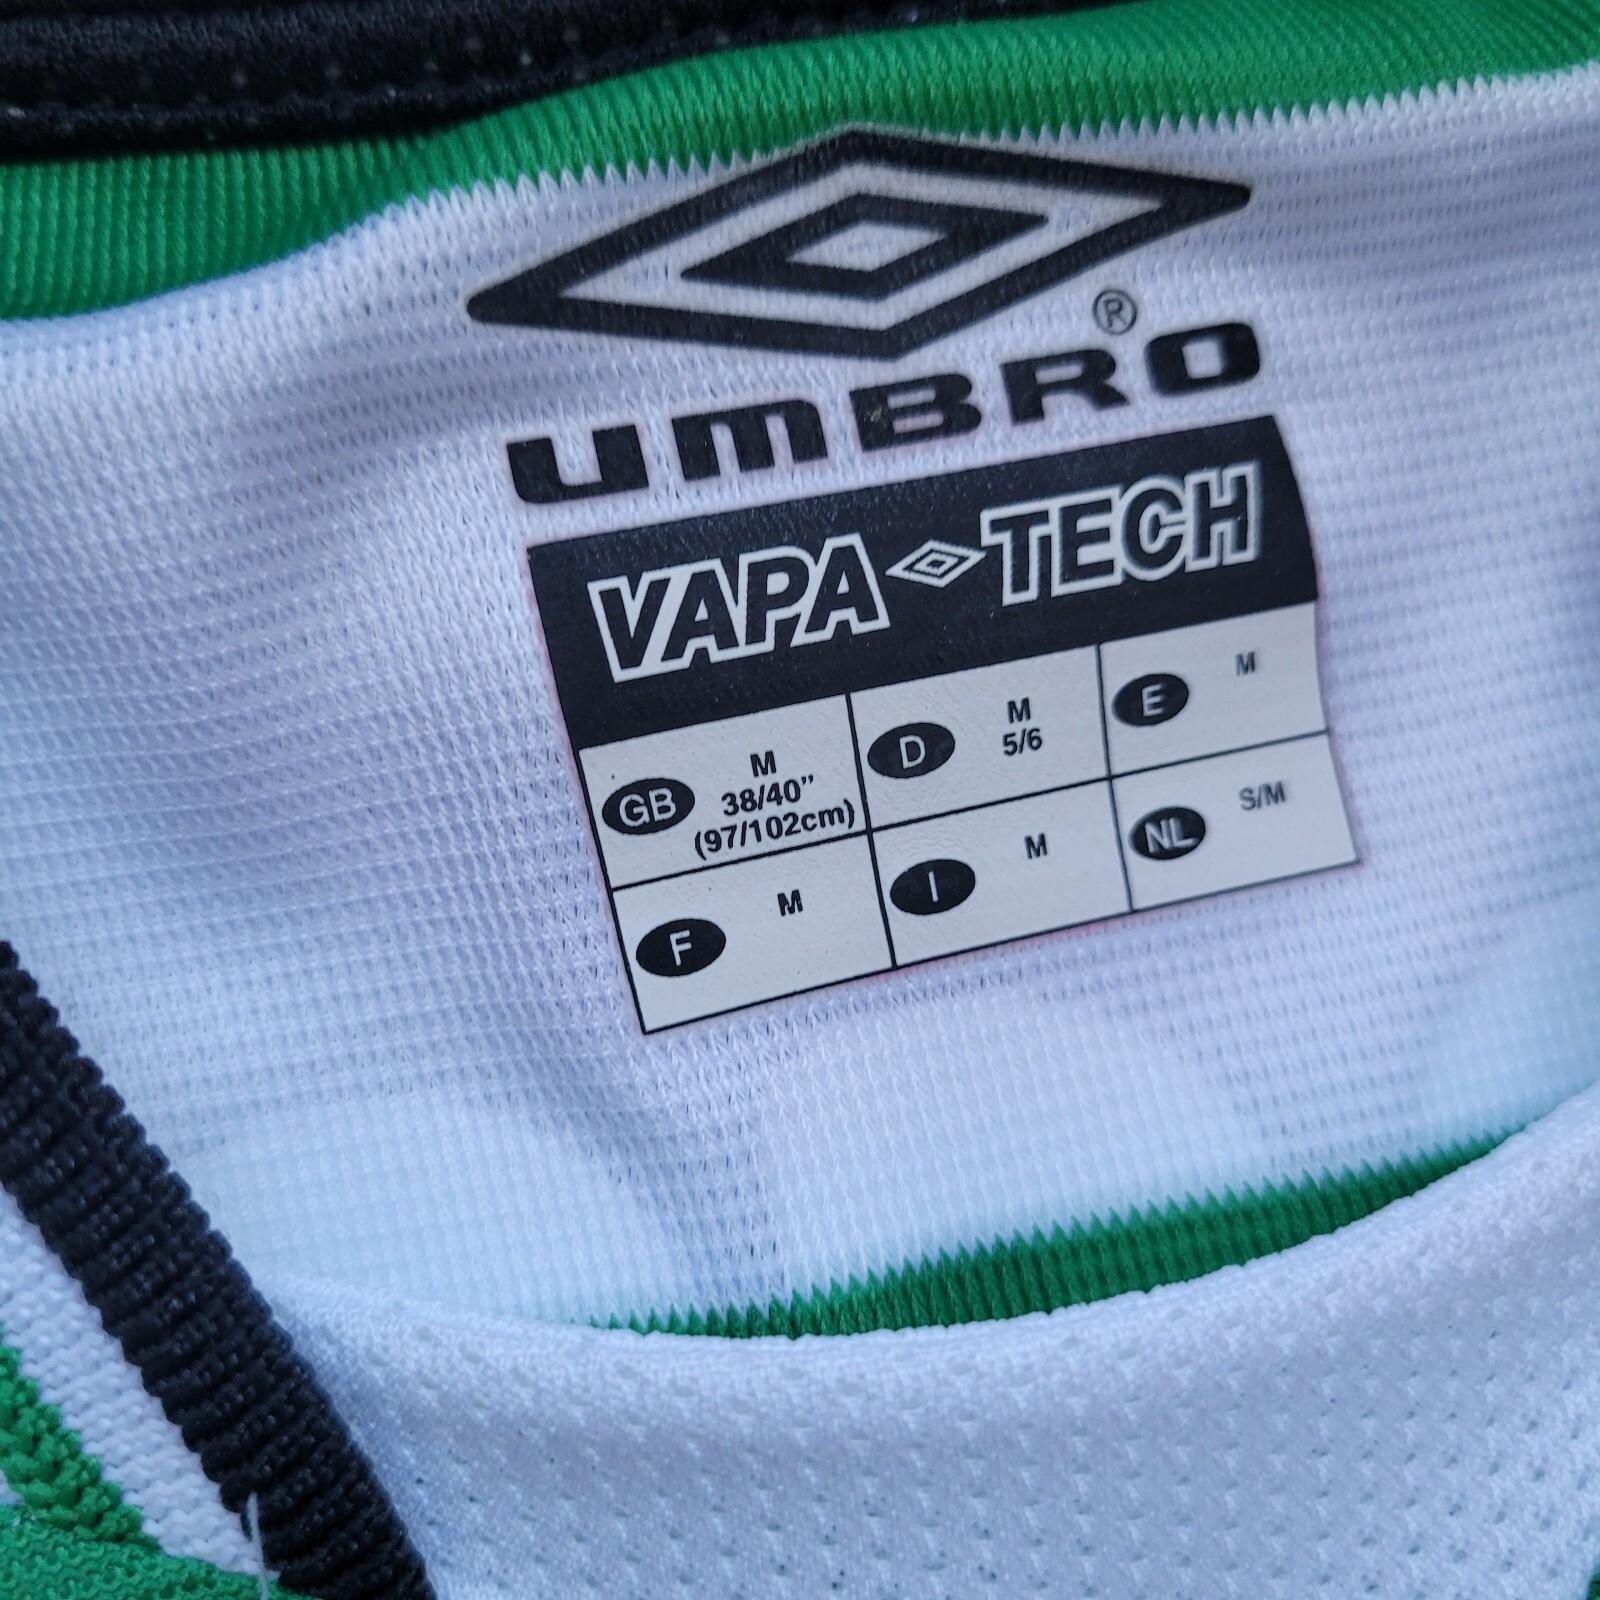 ®
UMBRO
VAPA TECH
GB M
38/40”
(97/102cm)
D M
5/6
E M
F M
I M
NL S/M